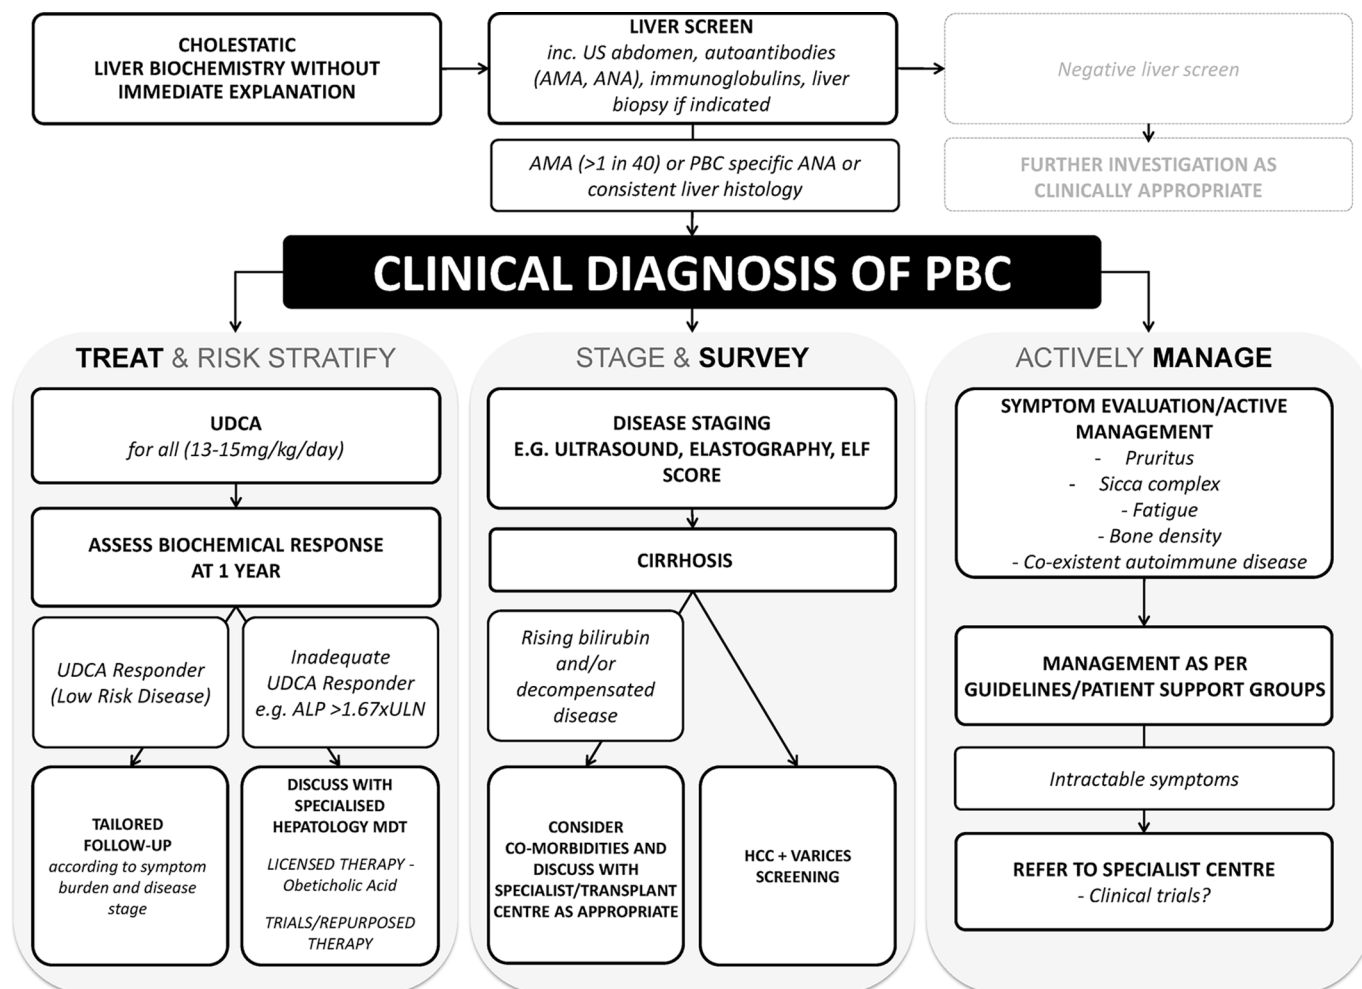 CHOLESTATIC
LIVER BIOCHEMISTRY WITHOUT
IMMEDIATE EXPLANATION
LIVER SCREEN
inc. US abdomen, autoantibodies
(AMA, ANA), immunoglobulins, liver
biopsy if indicated
Negative liver screen
AMA (>1 in 40) or PBC specific ANA or
consistent liver histology
FURTHER INVESTIGATION AS
CLINICALLY APPROPRIATE
CLINICAL DIAGNOSIS OF PBC
TREAT & RISK STRATIFY
UDCA
for all (13-15mg/kg/day)
ASSESS BIOCHEMICAL RESPONSE
AT 1 YEAR
UDCA Responder
(Low Risk Disease)
Inadequate
UDCA Responder
e.g. ALP >1.67xULN
TAILORED
FOLLOW-UP
according to symptom
burden and disease
stage
DISCUSS WITH
SPECIALISED
HEPATOLOGY MDT
LICENSED THERAPY -
Obeticholic Acid
TRIALS/REPURPOSED
THERAPY
STAGE & SURVEY
DISEASE STAGING
E.G. ULTRASOUND, ELASTOGRAPHY, ELF
SCORE
CIRRHOSIS
Rising bilirubin
and/or
decompensated
disease
CONSIDER
CO-MORBIDITIES AND
DISCUSS WITH
SPECIALIST/TRANSPLANT
CENTRE AS APPROPRIATE
HCC + VARICES
SCREENING
ACTIVELY MANAGE
SYMPTOM EVALUATION/ACTIVE
MANAGEMENT
- Pruritus
- Sicca complex
- Fatigue
- Bone density
- Co-existent autoimmune disease
MANAGEMENT AS PER
GUIDELINES/PATIENT SUPPORT GROUPS
Intractable symptoms
REFER TO SPECIALIST CENTRE
- Clinical trials?